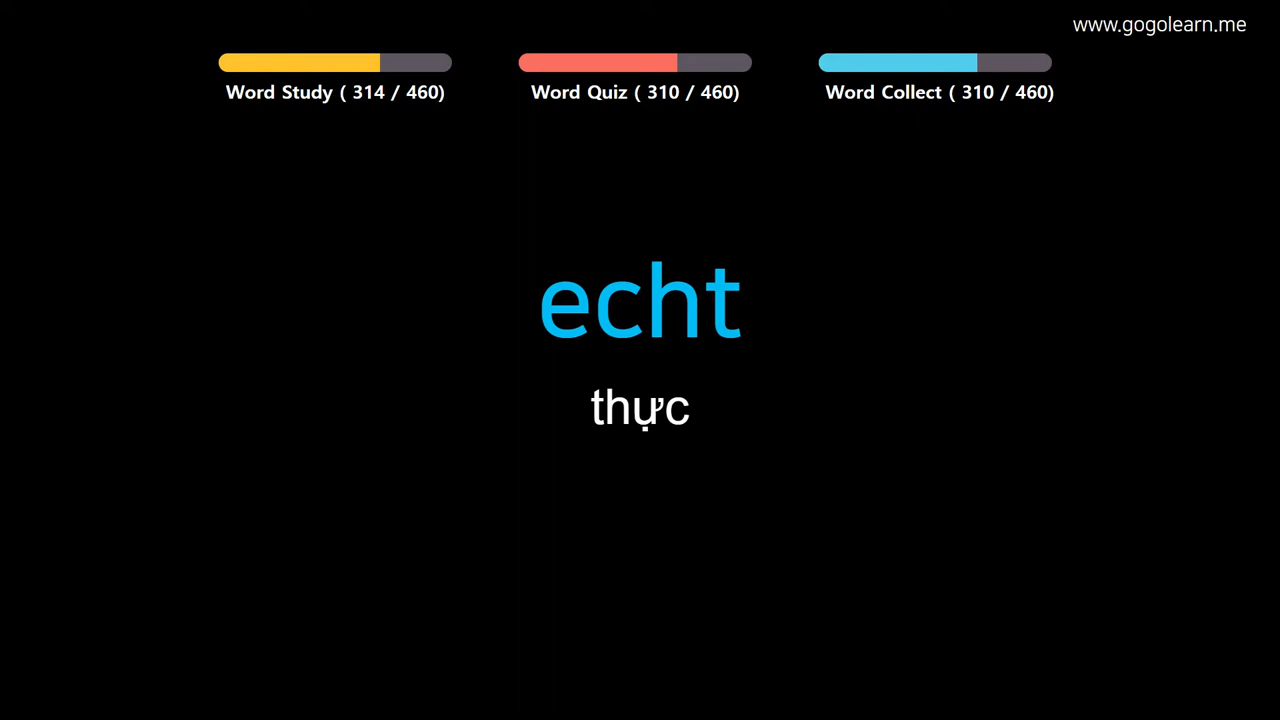 www.gogolearn.me
Word Study ( 314 / 460)
Word Quiz ( 310 / 460)
Word Collect ( 310 / 460)
echt
thực